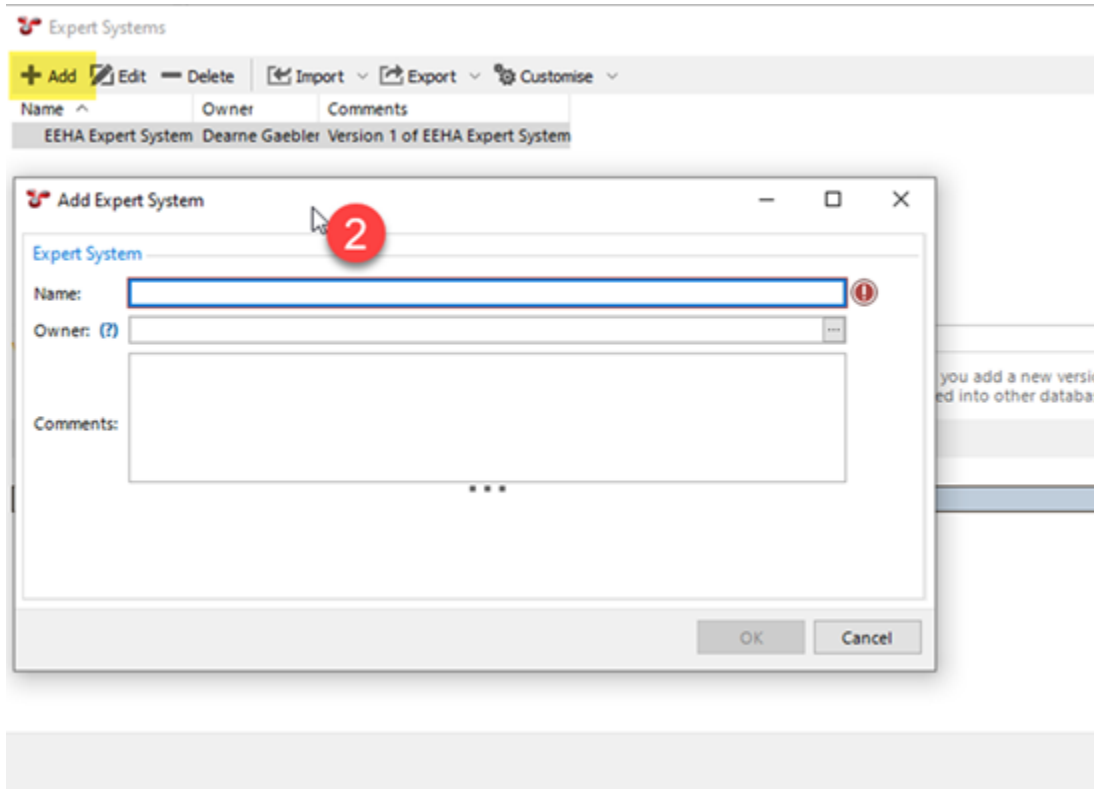 Expert Systems
Add Edit Delete Import Export Customise
Name Owner Comments
EEHA Expert System Dearne Gaebler Version 1 of EEHA Expert System
Add Expert System
2
Expert System
Name:
Owner: (?)
...
you add a new versi
ed into other databa
Comments:
OK Cancel